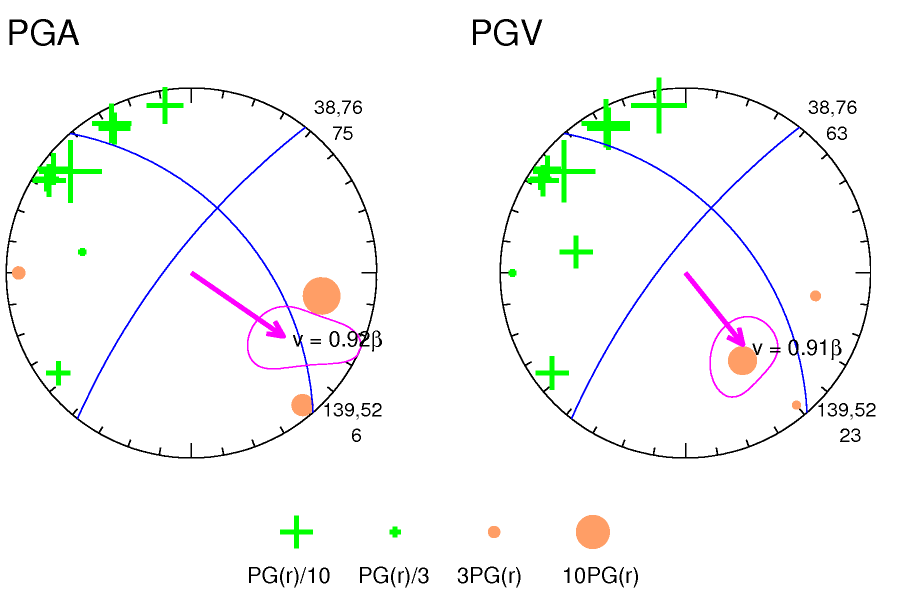 PGA
PGV
38,76
75
38,76
63
v = 0.92β
v = 0.91β
139,52
6
139,52
23
PG(r)/10
PG(r)/3
3PG(r)
10PG(r)